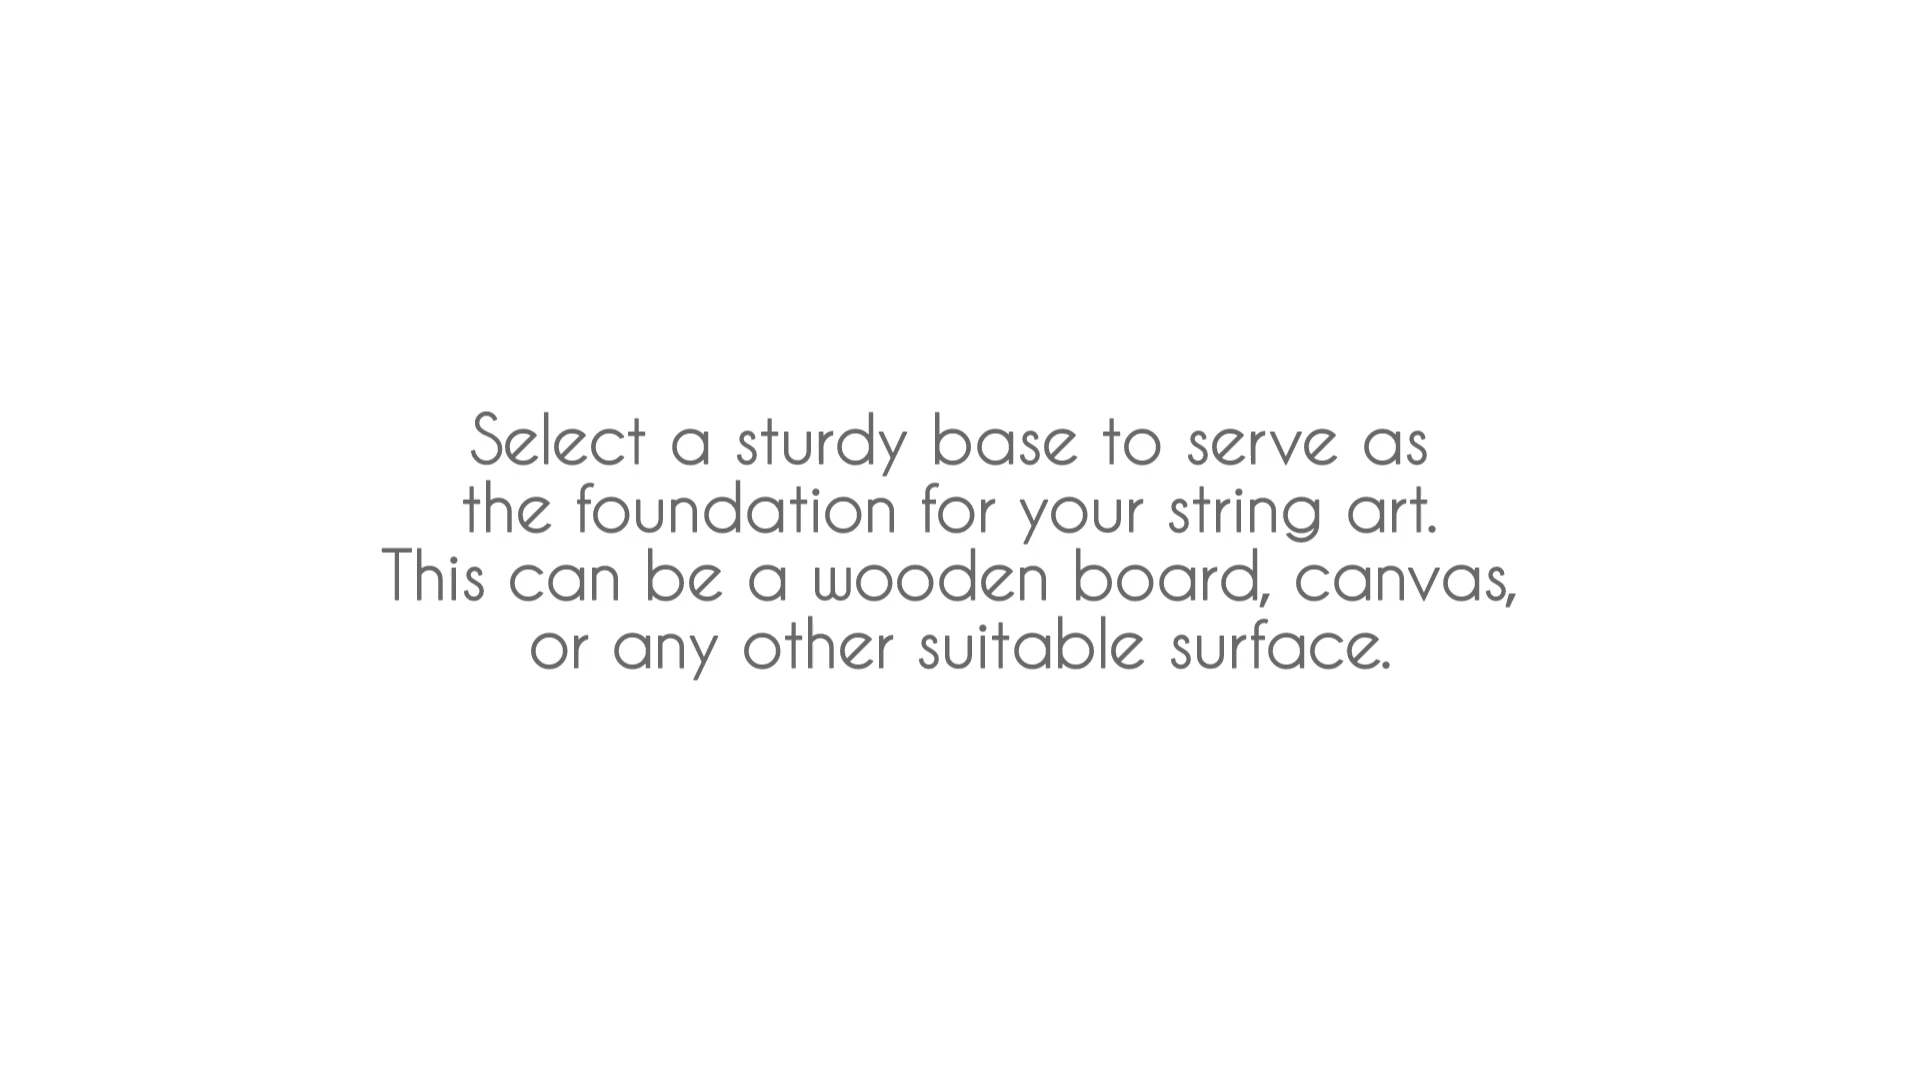 Select a sturdy base to serve as
the foundation for your string art.
This can be a wooden board, canvas,
or any other suitable surface.